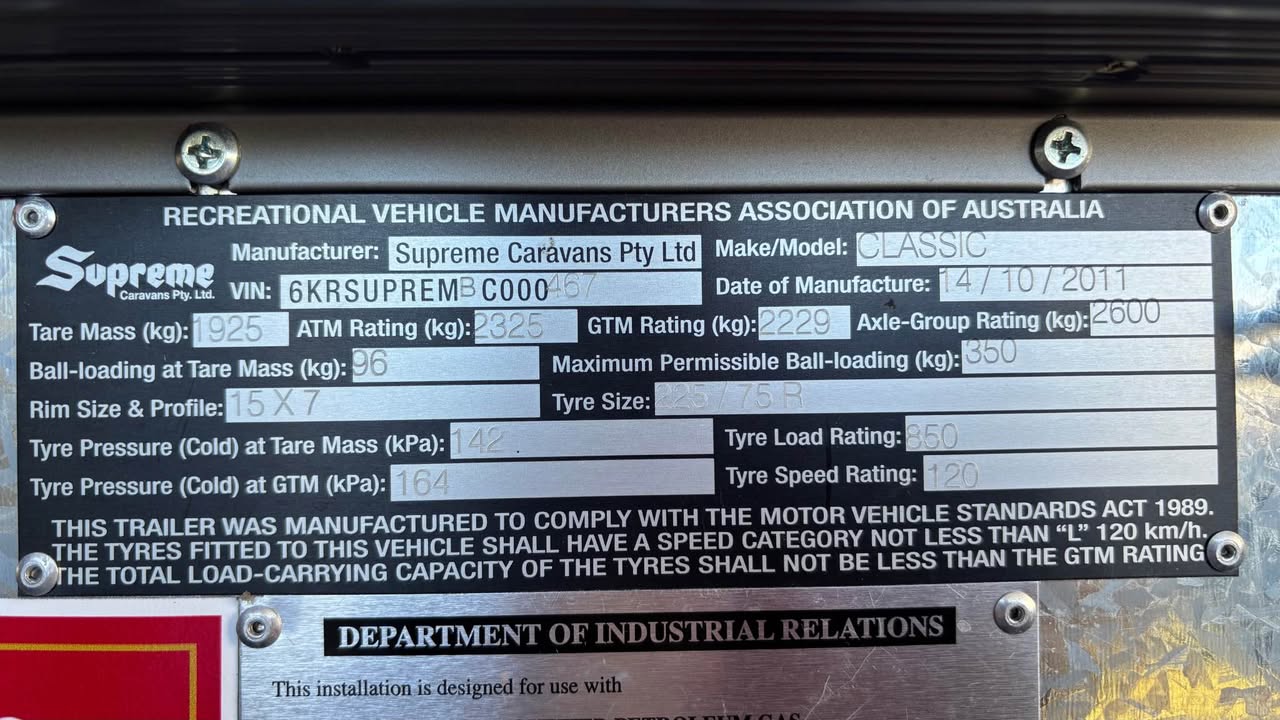 RECREATIONAL VEHICLE MANUFACTURERS ASSOCIATION OF AUSTRALIA
Supreme
Caravans Pty. Ltd.
Manufacturer: Supreme Caravans Pty Ltd Make/Model: CLASSIC
VIN: 6KRSUPREMBC000467 Date of Manufacture: 14/10/2011
Tare Mass (kg): 1925 ATM Rating (kg): 2325 GTM Rating (kg): 2229 Axle-Group Rating (kg): 2600
Ball-loading at Tare Mass (kg): 96 Maximum Permissible Ball-loading (kg): 350
Rim Size & Profile: 15 X 7 Tyre Size: 225/75 R
Tyre Pressure (Cold) at Tare Mass (kPa): 142 Tyre Load Rating: 850
Tyre Pressure (Cold) at GTM (kPa): 164 Tyre Speed Rating: 120
THIS TRAILER WAS MANUFACTURED TO COMPLY WITH THE MOTOR VEHICLE STANDARDS ACT 1989.
THE TYRES FITTED TO THIS VEHICLE SHALL HAVE A SPEED CATEGORY NOT LESS THAN “L” 120 km/h.
THE TOTAL LOAD-CARRYING CAPACITY OF THE TYRES SHALL NOT BE LESS THAN THE GTM RATING
DEPARTMENT OF INDUSTRIAL RELATIONS
This installation is designed for use with
PETROLEUM GAS